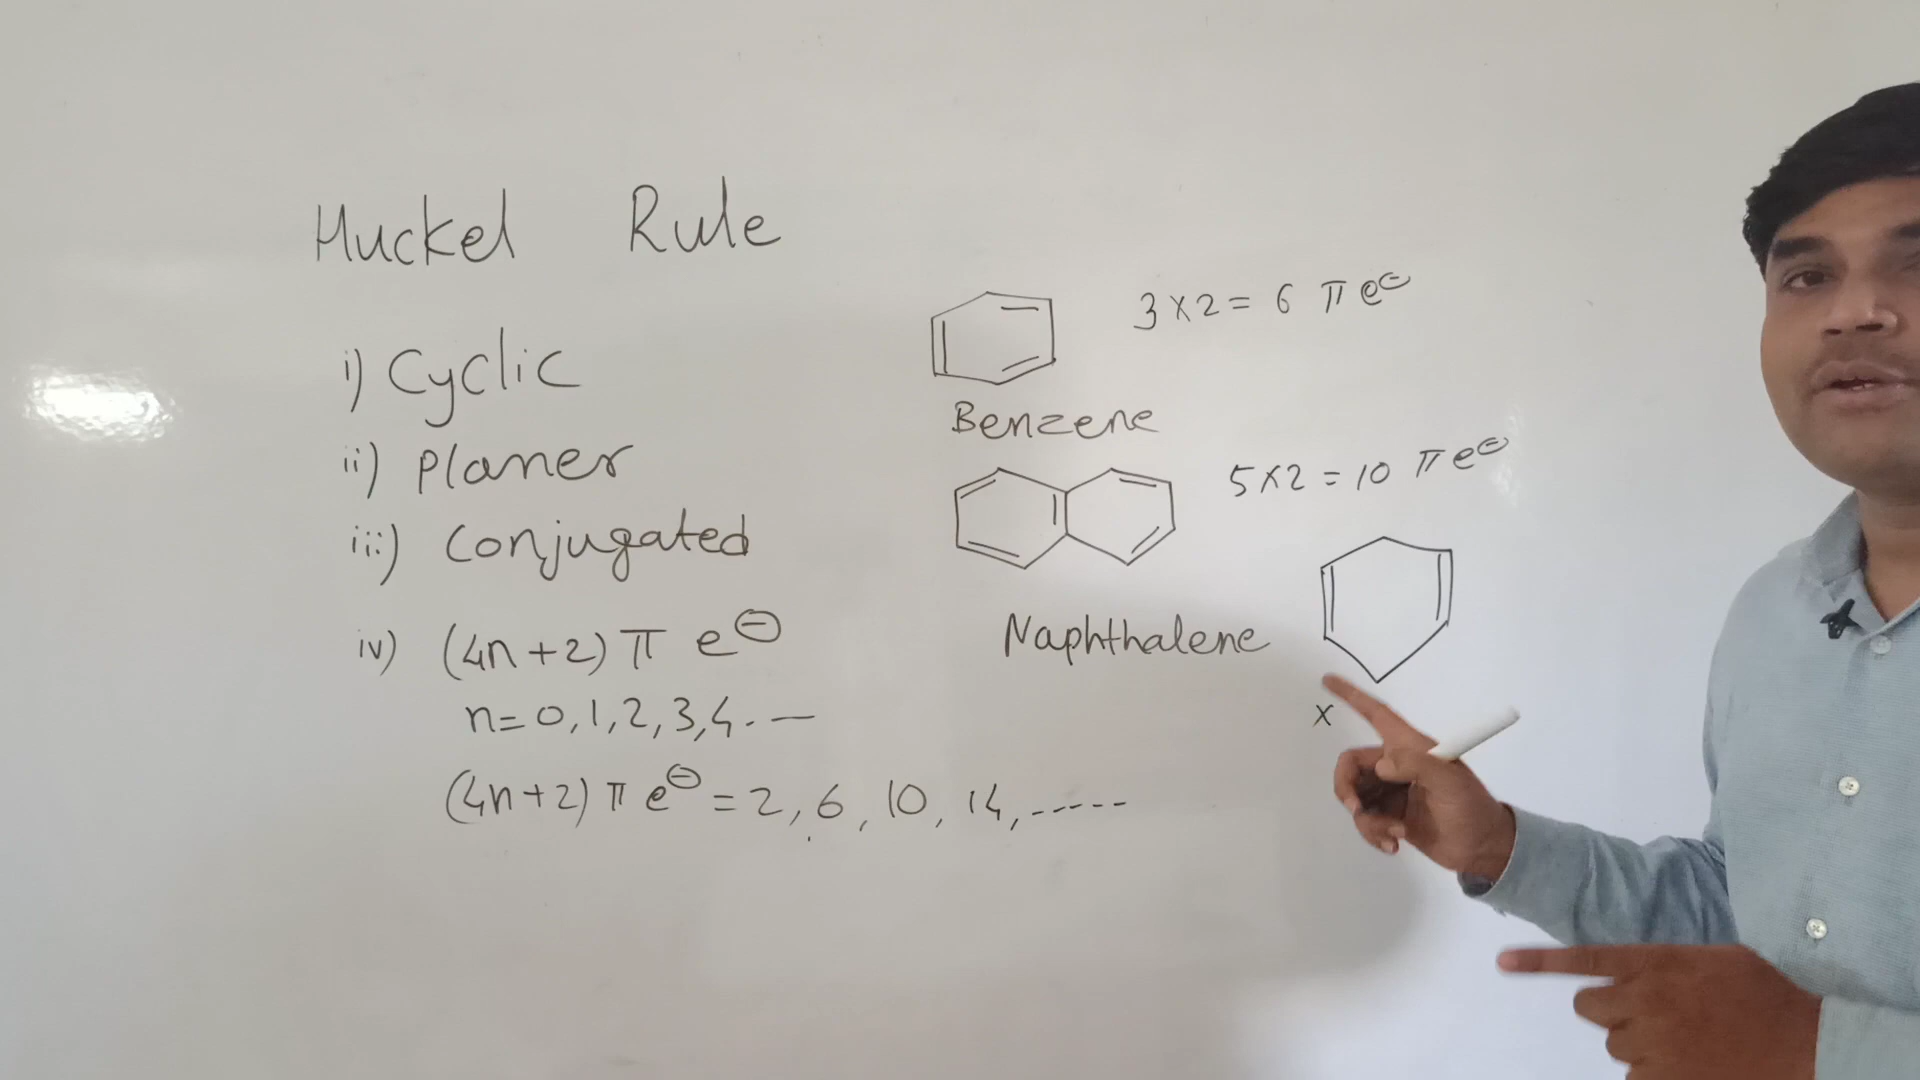 Huckel Rule
i) Cyclic
ii) Planer
iii) Conjugated
iv) (4n+2) π e⊖
n=0,1,2,3,4.—
(4n+2) π e⊖ = 2, 6, 10, 14, -----
3×2= 6 π e⊖
Benzene
5×2 = 10 π e⊖
Naphthalene
x